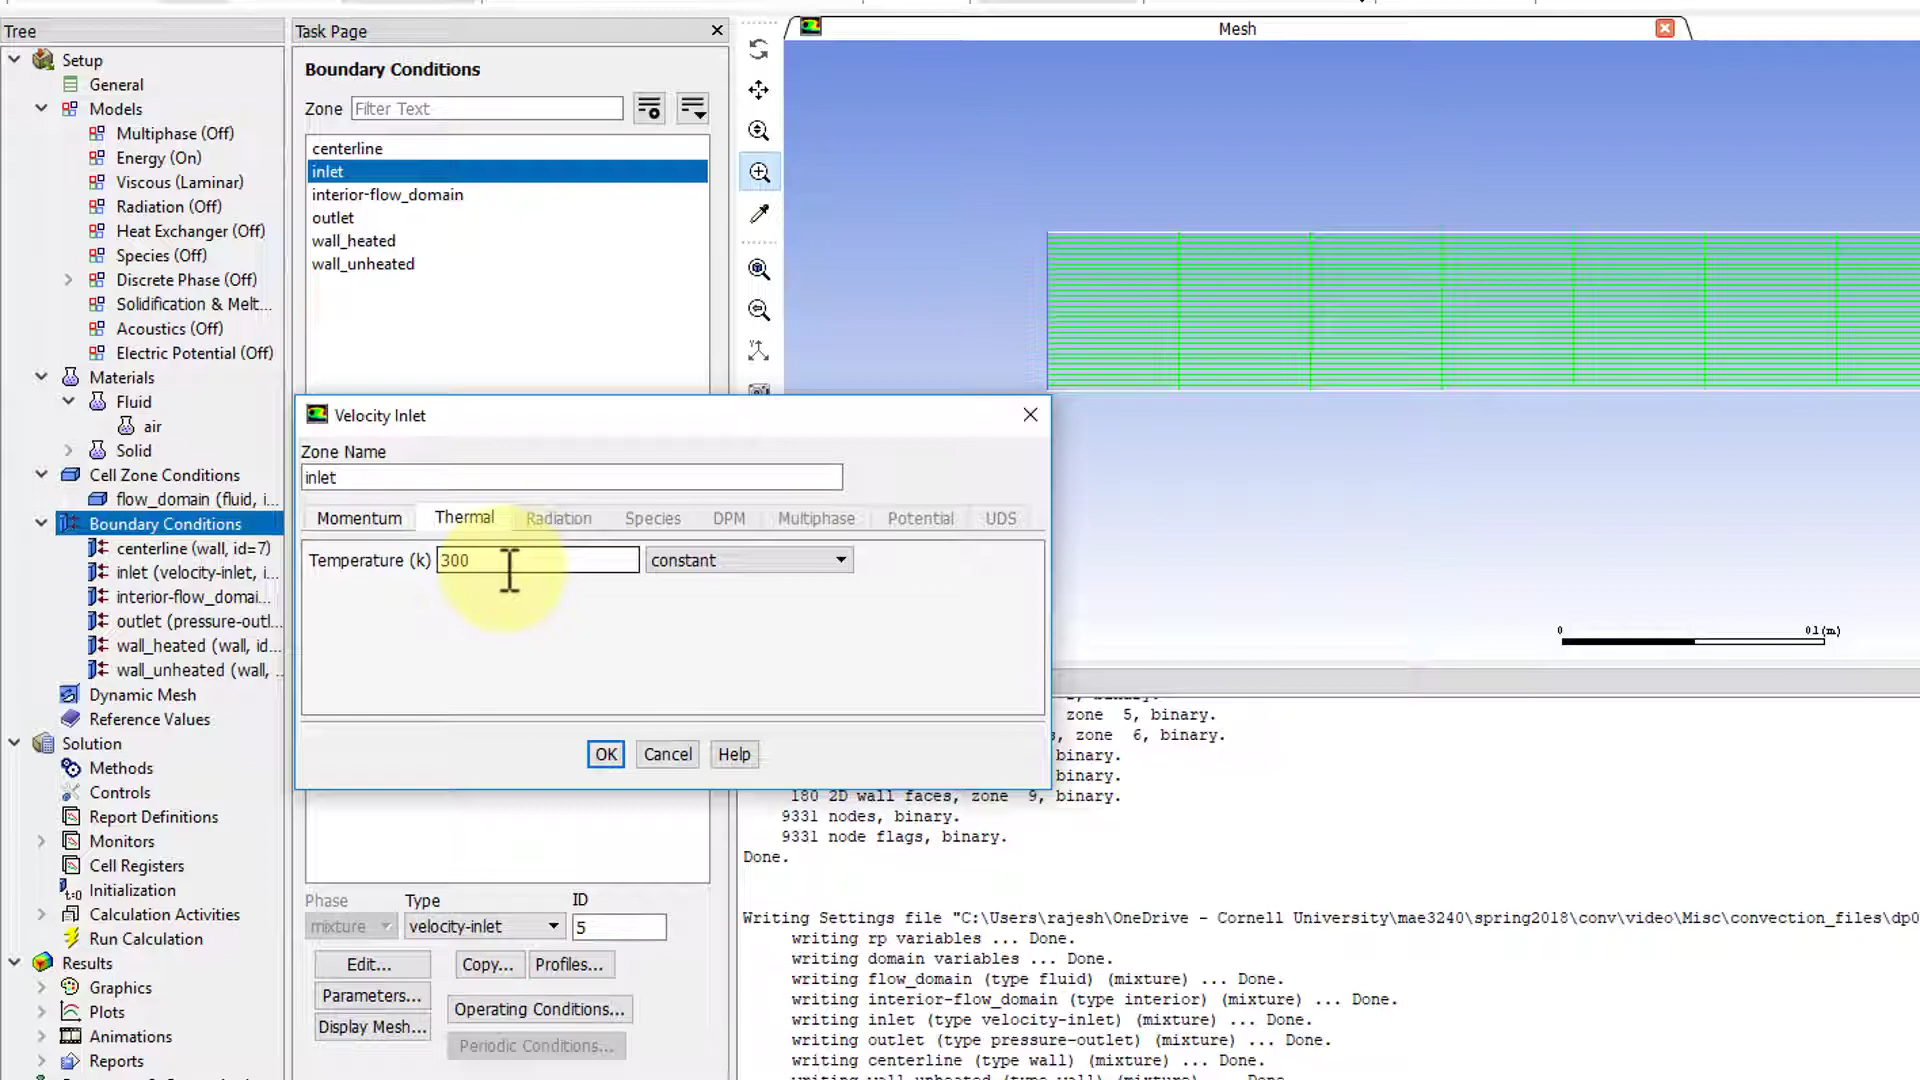 Tree
Setup
General
Models
Multiphase (Off)
Energy (On)
Viscous (Laminar)
Radiation (Off)
Heat Exchanger (Off)
Species (Off)
Discrete Phase (Off)
Solidification & Melt...
Acoustics (Off)
Electric Potential (Off)
Materials
Fluid
air
Solid
Cell Zone Conditions
flow_domain (fluid, i...
Boundary Conditions
centerline (wall, id=7)
inlet (velocity-inlet, i...
interior-flow_domai...
outlet (pressure-outl...
wall_heated (wall, id...
wall_unheated (wall, ...
Dynamic Mesh
Reference Values
Solution
Methods
Controls
Report Definitions
Monitors
Cell Registers
t=0 Initialization
Calculation Activities
Run Calculation
Results
Graphics
Plots
Animations
Reports
Task Page
Boundary Conditions
Zone Filter Text
centerline
inlet
interior-flow_domain
outlet
wall_heated
wall_unheated
Velocity Inlet
Zone Name
inlet
Momentum Thermal Radiation Species DPM Multiphase Potential UDS
Temperature (k) 300 constant
OK Cancel Help
Phase Type ID
mixture velocity-inlet 5
Edit... Copy... Profiles...
Parameters... Operating Conditions...
Display Mesh... Periodic Conditions...
Mesh
0 0.1 (m)
zone 5, binary.
s, zone 6, binary.
binary.
binary.
180 2D wall faces, zone 9, binary.
9331 nodes, binary.
9331 node flags, binary.
Done.
Writing Settings file "C:\Users\rajesh\OneDrive - Cornell University\mae3240\spring2018\conv\video\Misc\convection_files\dp0
writing rp variables ... Done.
writing domain variables ... Done.
writing flow_domain (type fluid) (mixture) ... Done.
writing interior-flow_domain (type interior) (mixture) ... Done.
writing inlet (type velocity-inlet) (mixture) ... Done.
writing outlet (type pressure-outlet) (mixture) ... Done.
writing centerline (type wall) (mixture) ... Done.
writing wall_unheated (type wall) (mixture) ... Done.